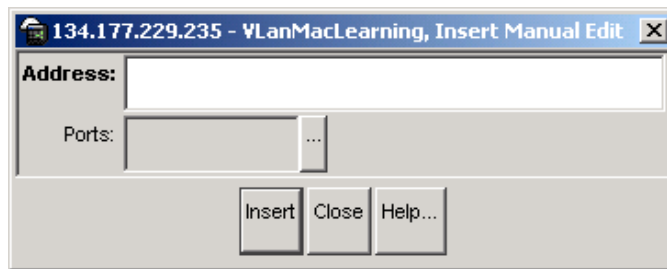 134.177.229.235 - VLanMacLearning, Insert Manual Edit
Address:
Ports:
...
Insert Close Help...